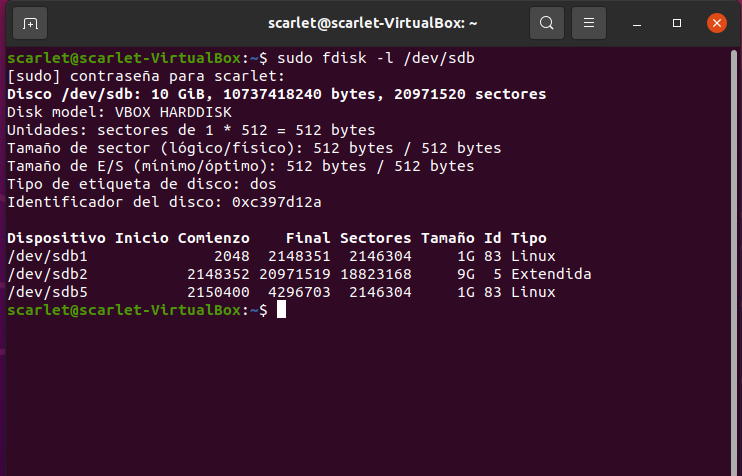 scarlet@scarlet-VirtualBox: ~
scarlet@scarlet-VirtualBox:~$ sudo fdisk -l /dev/sdb
[sudo] contraseña para scarlet:
Disco /dev/sdb: 10 GiB, 10737418240 bytes, 20971520 sectores
Disk model: VBOX HARDDISK
Unidades: sectores de 1 * 512 = 512 bytes
Tamaño de sector (lógico/físico): 512 bytes / 512 bytes
Tamaño de E/S (mínimo/óptimo): 512 bytes / 512 bytes
Tipo de etiqueta de disco: dos
Identificador del disco: 0xc397d12a
Dispositivo Inicio Comienzo    Final Sectores Tamaño Id Tipo
/dev/sdb1              2048  2148351  2146304     1G 83 Linux
/dev/sdb2           2148352 20971519 18823168     9G  5 Extendida
/dev/sdb5           2150400  4296703  2146304     1G 83 Linux
scarlet@scarlet-VirtualBox:~$